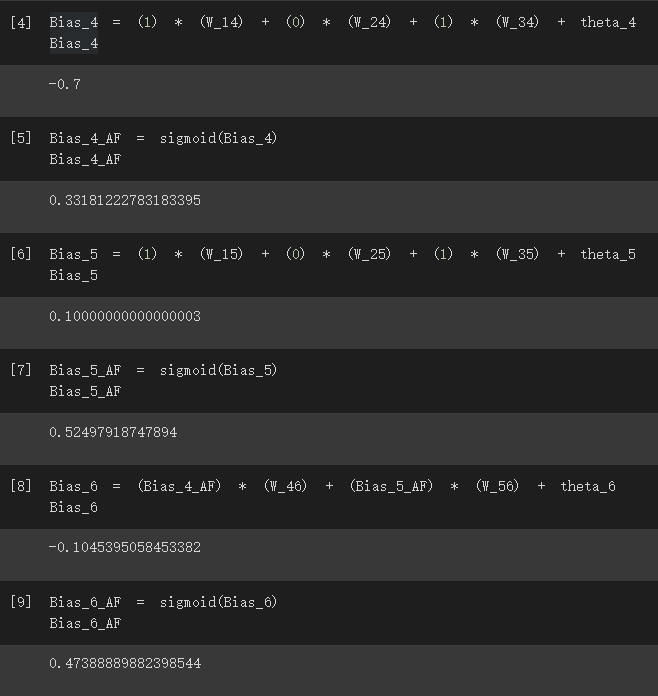 [4] Bias_4 = (1) * (W_14) + (0) * (W_24) + (1) * (W_34) + theta_4
Bias_4
-0.7
[5] Bias_4_AF = sigmoid(Bias_4)
Bias_4_AF
0.33181222783183395
[6] Bias_5 = (1) * (W_15) + (0) * (W_25) + (1) * (W_35) + theta_5
Bias_5
0.10000000000000003
[7] Bias_5_AF = sigmoid(Bias_5)
Bias_5_AF
0.52497918747894
[8] Bias_6 = (Bias_4_AF) * (W_46) + (Bias_5_AF) * (W_56) + theta_6
Bias_6
-0.1045395058453382
[9] Bias_6_AF = sigmoid(Bias_6)
Bias_6_AF
0.47388889882398544